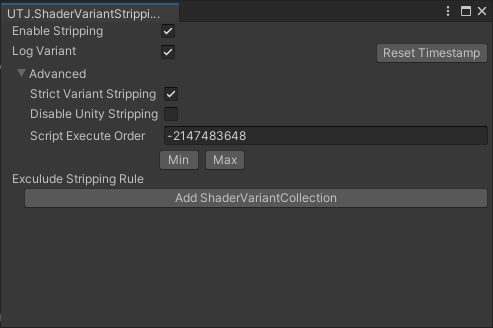 UTJ.ShaderVariantStrippi...
Enable Stripping
Log Variant
Reset Timestamp
Advanced
Strict Variant Stripping
Disable Unity Stripping
Script Execute Order
-2147483648
Min
Max
Exculude Stripping Rule
Add ShaderVariantCollection